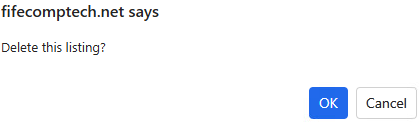 fifecomptech.net says
Delete this listing?
OK Cancel